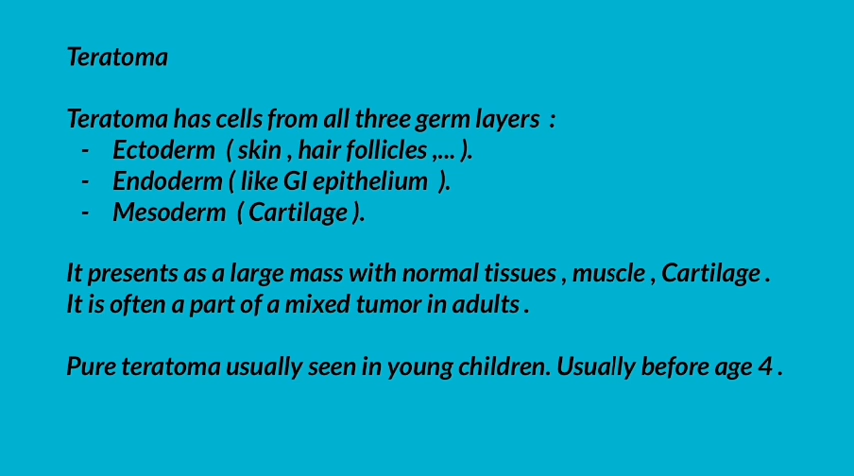 Teratoma
Teratoma has cells from all three germ layers :
- Ectoderm ( skin , hair follicles ,... ).
- Endoderm ( like GI epithelium ).
- Mesoderm ( Cartilage ).
It presents as a large mass with normal tissues , muscle , Cartilage .
It is often a part of a mixed tumor in adults .
Pure teratoma usually seen in young children. Usually before age 4 .